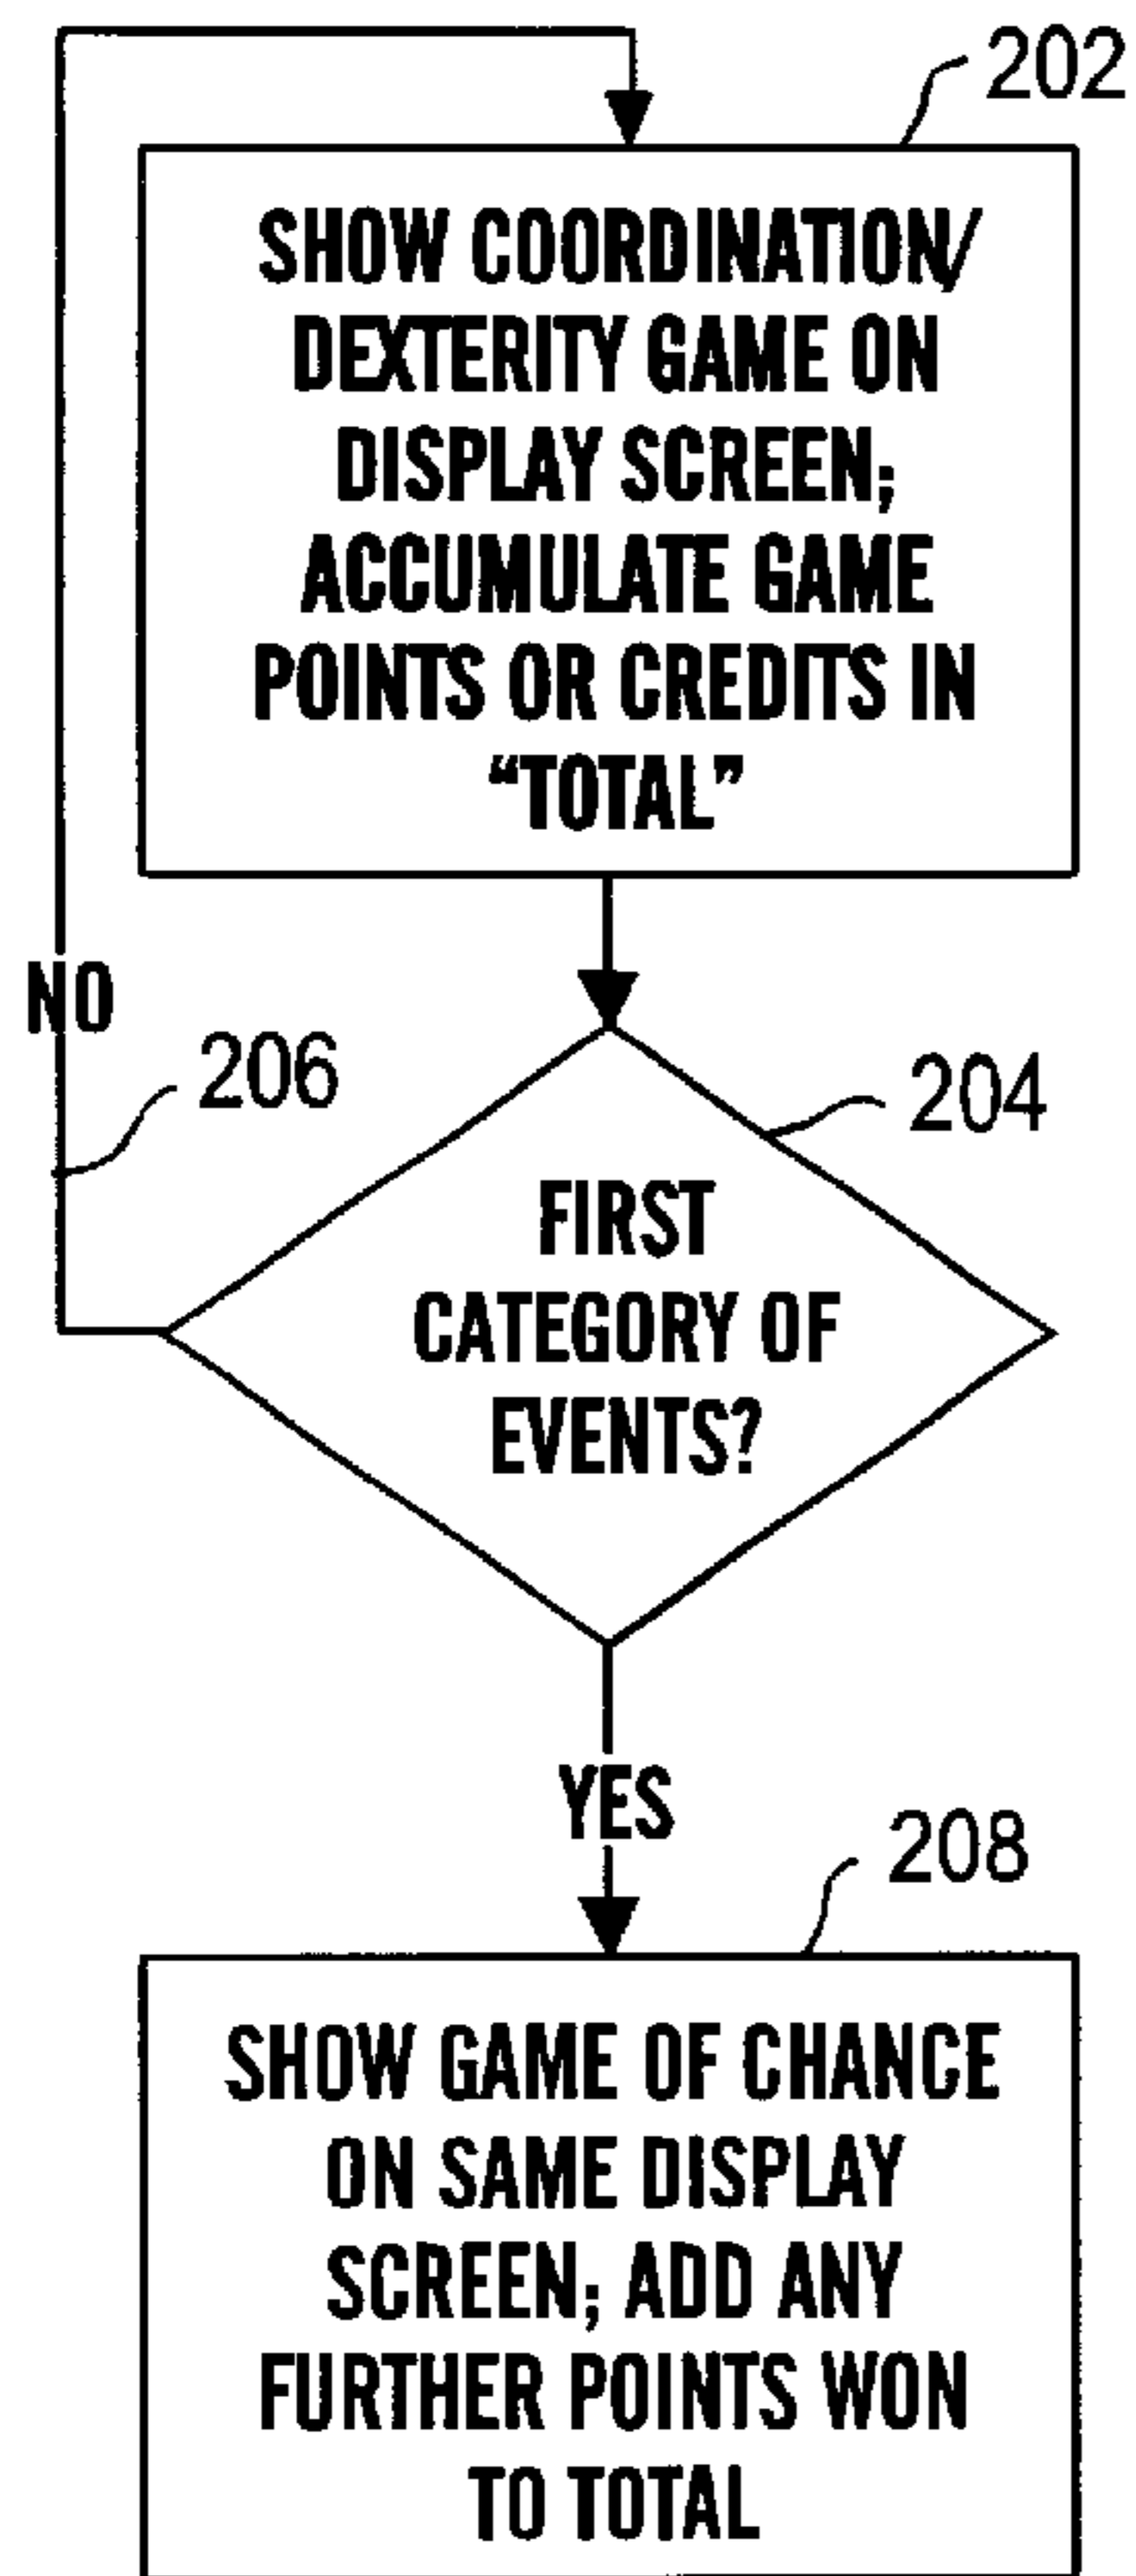 202
SHOW COORDINATION/
DEXTERITY GAME ON
DISPLAY SCREEN;
ACCUMULATE GAME
POINTS OR CREDITS IN
“TOTAL”
NO
206
204
FIRST
CATEGORY OF
EVENTS?
YES
208
SHOW GAME OF CHANCE
ON SAME DISPLAY
SCREEN; ADD ANY
FURTHER POINTS WON
TO TOTAL